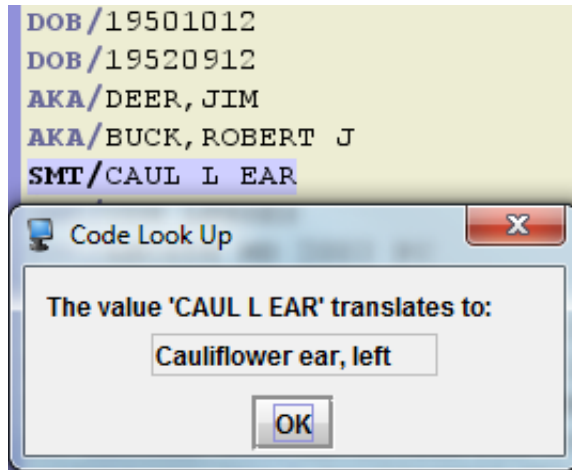 DOB/19501012
DOB/19520912
AKA/DEER,JIM
AKA/BUCK,ROBERT J
SMT/CAUL L EAR
Code Look Up
The value 'CAUL L EAR' translates to:
Cauliflower ear, left
OK